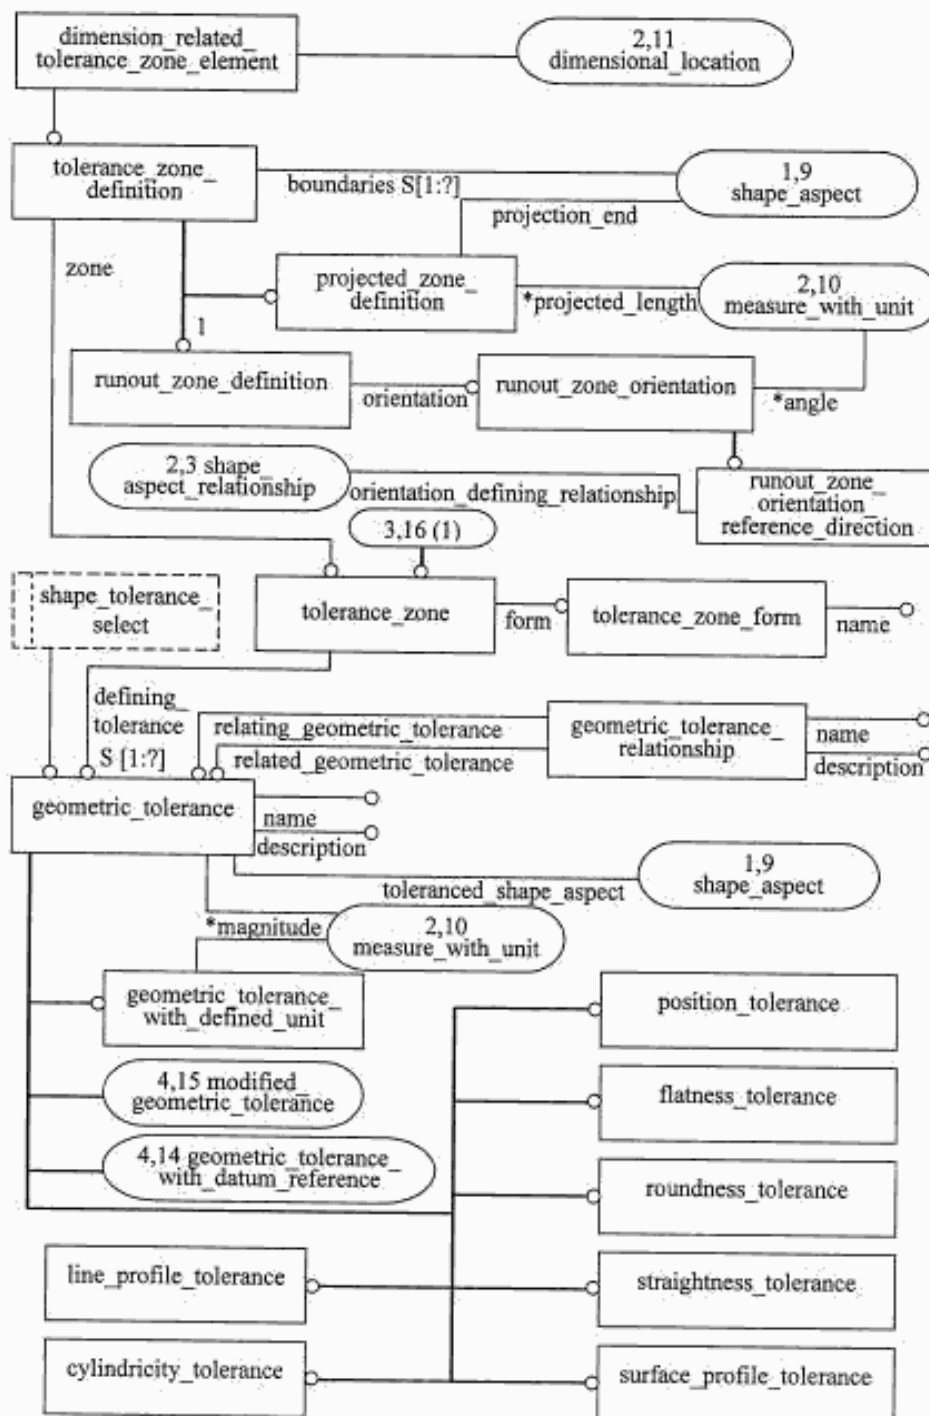 dimension_related_
tolerance_zone_element
2,11
dimensional_location
tolerance_zone_
definition
boundaries S[1:?]
1,9
shape_aspect
projection_end
zone
projected_zone_
definition
*projected_length
2,10
measure_with_unit
1
runout_zone_definition
orientation
runout_zone_orientation
*angle
2,3 shape_
aspect_relationship
orientation_defining_relationship
runout_zone_
orientation_
reference_direction
3,16 (1)
shape_tolerance_
select
tolerance_zone
form
tolerance_zone_form
name
defining_
tolerance
S [1:?]
relating_geometric_tolerance
related_geometric_tolerance
geometric_tolerance_
relationship
name
description
geometric_tolerance
name
description
toleranced_shape_aspect
1,9
shape_aspect
*magnitude
2,10
measure_with_unit
geometric_tolerance_
with_defined_unit
position_tolerance
4,15 modified_
geometric_tolerance
flatness_tolerance
4,14 geometric_tolerance_
with_datum_reference
roundness_tolerance
line_profile_tolerance
straightness_tolerance
cylindricity_tolerance
surface_profile_tolerance